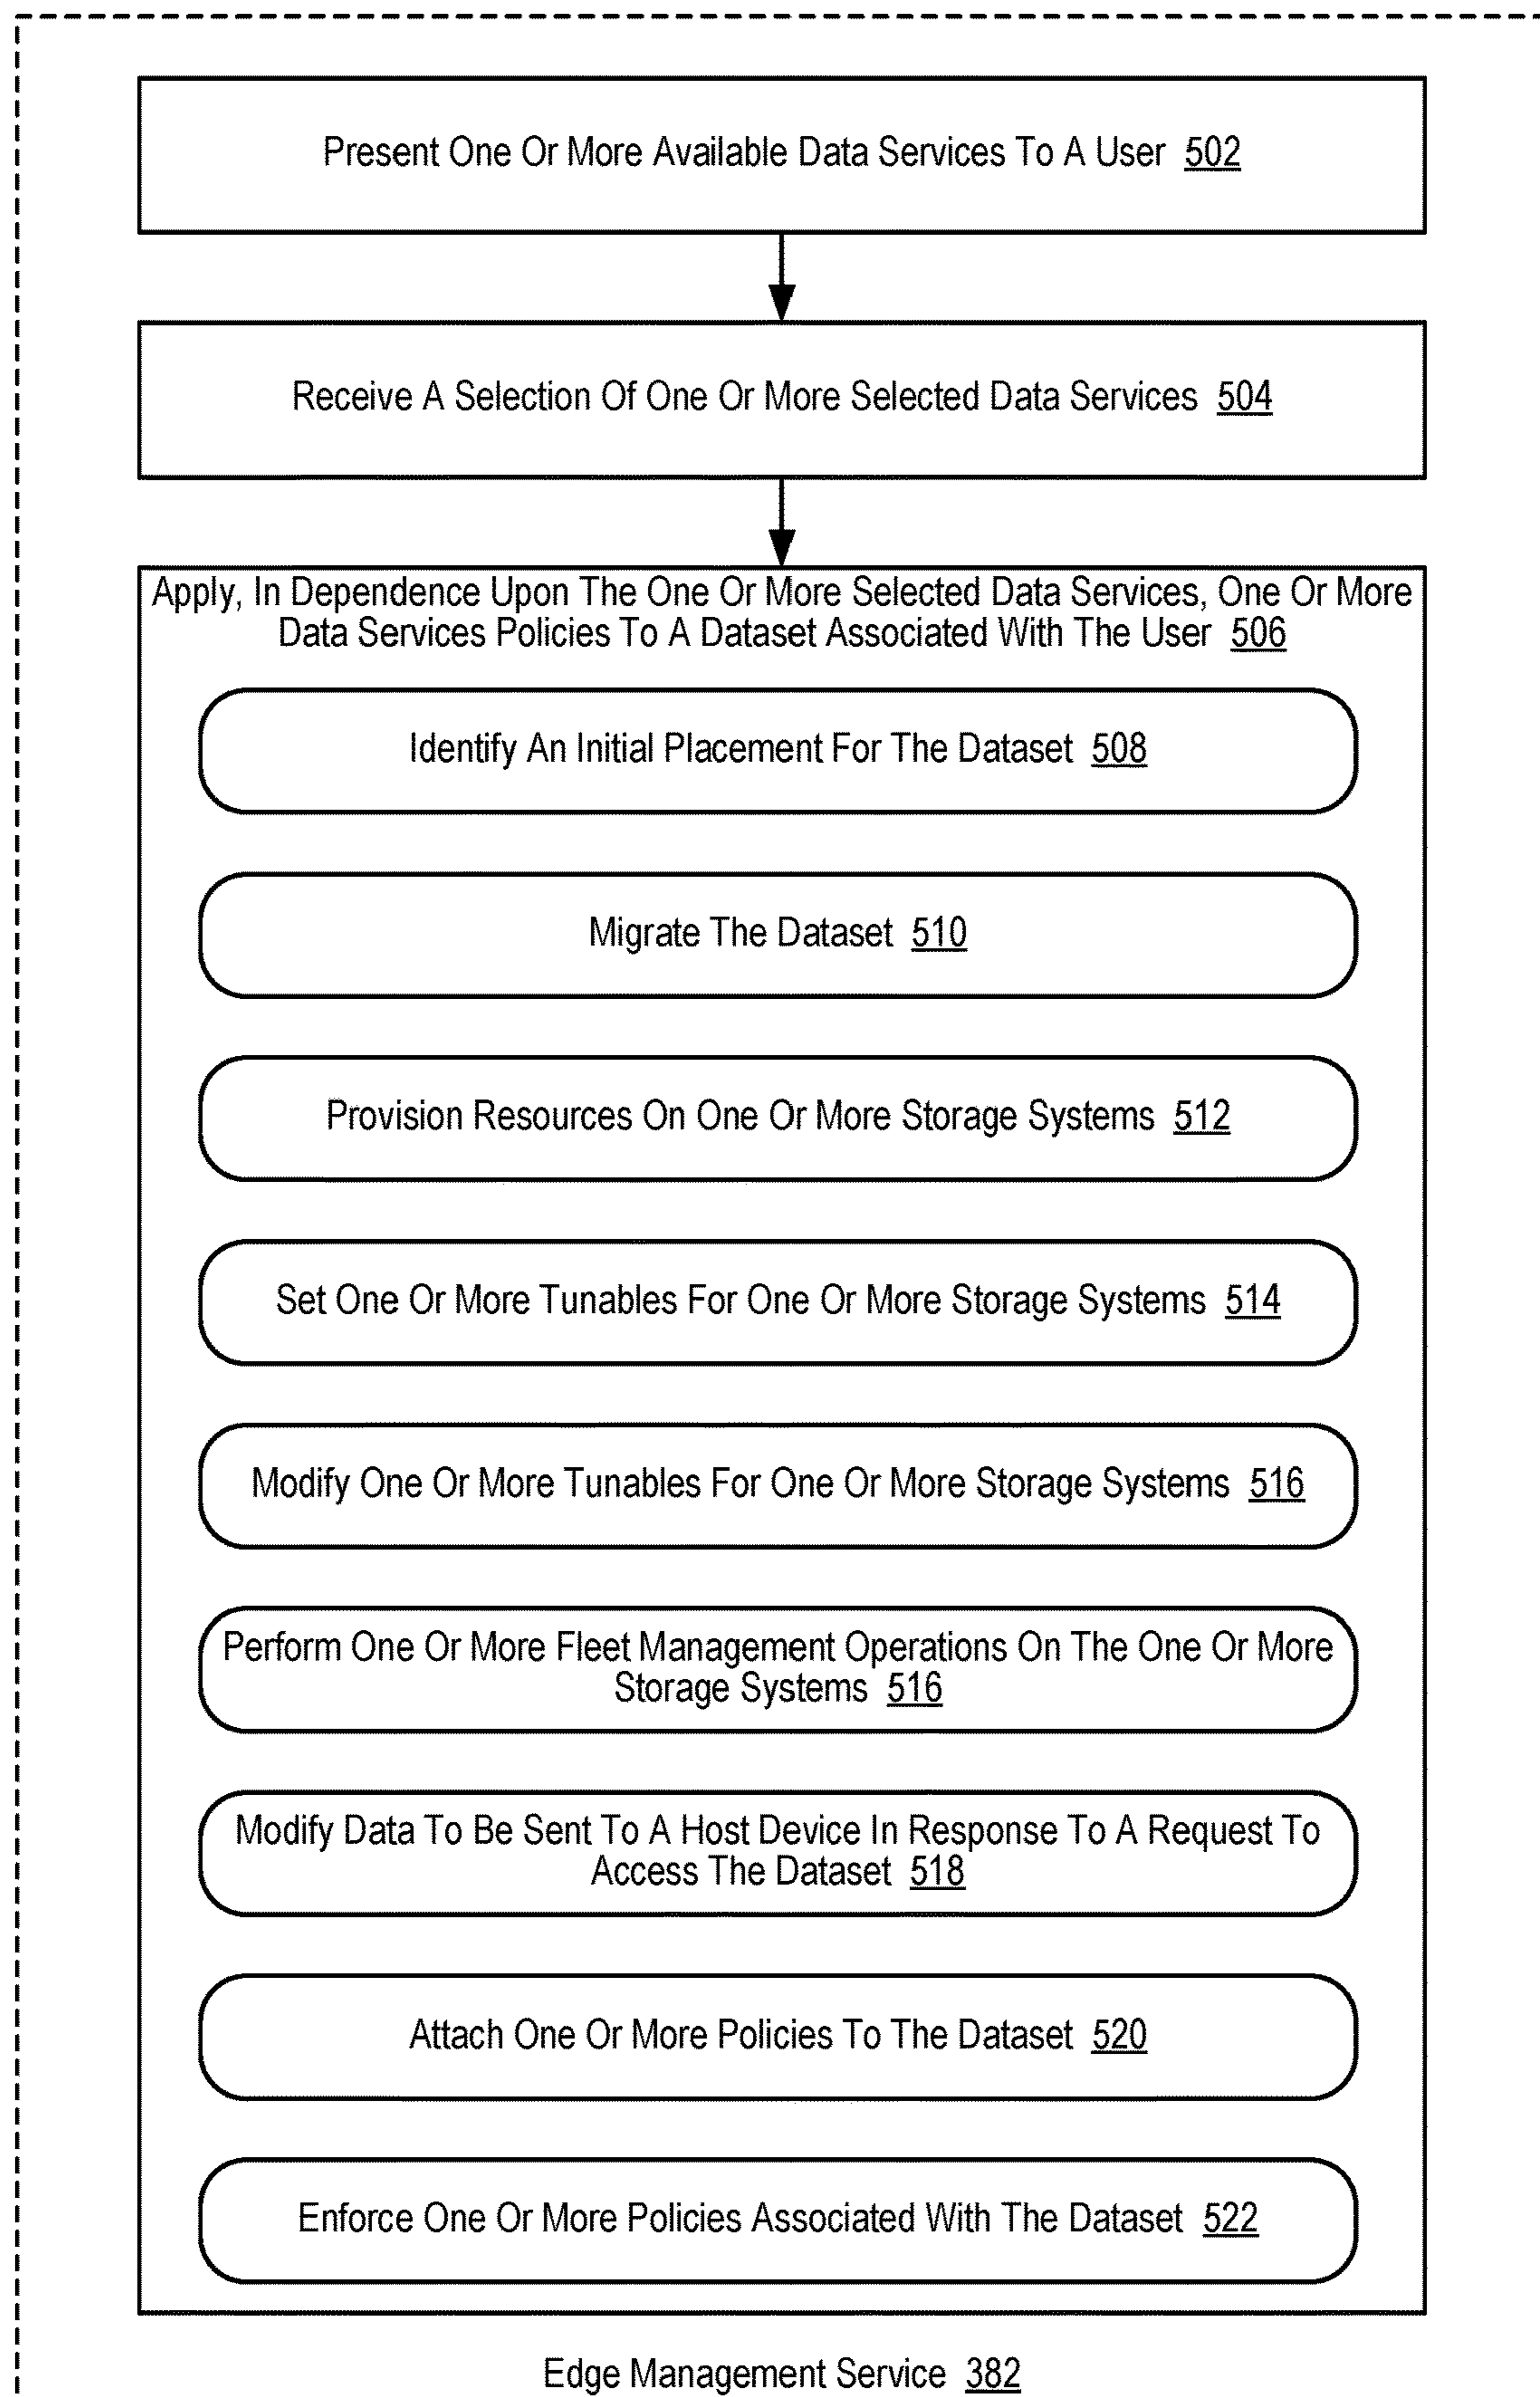 Present One Or More Available Data Services To A User 502
Receive A Selection Of One Or More Selected Data Services 504
Apply, In Dependence Upon The One Or More Selected Data Services, One Or More
Data Services Policies To A Dataset Associated With The User 506
Identify An Initial Placement For The Dataset 508
Migrate The Dataset 510
Provision Resources On One Or More Storage Systems 512
Set One Or More Tunables For One Or More Storage Systems 514
Modify One Or More Tunables For One Or More Storage Systems 516
Perform One Or More Fleet Management Operations On The One Or More
Storage Systems 516
Modify Data To Be Sent To A Host Device In Response To A Request To
Access The Dataset 518
Attach One Or More Policies To The Dataset 520
Enforce One Or More Policies Associated With The Dataset 522
Edge Management Service 382